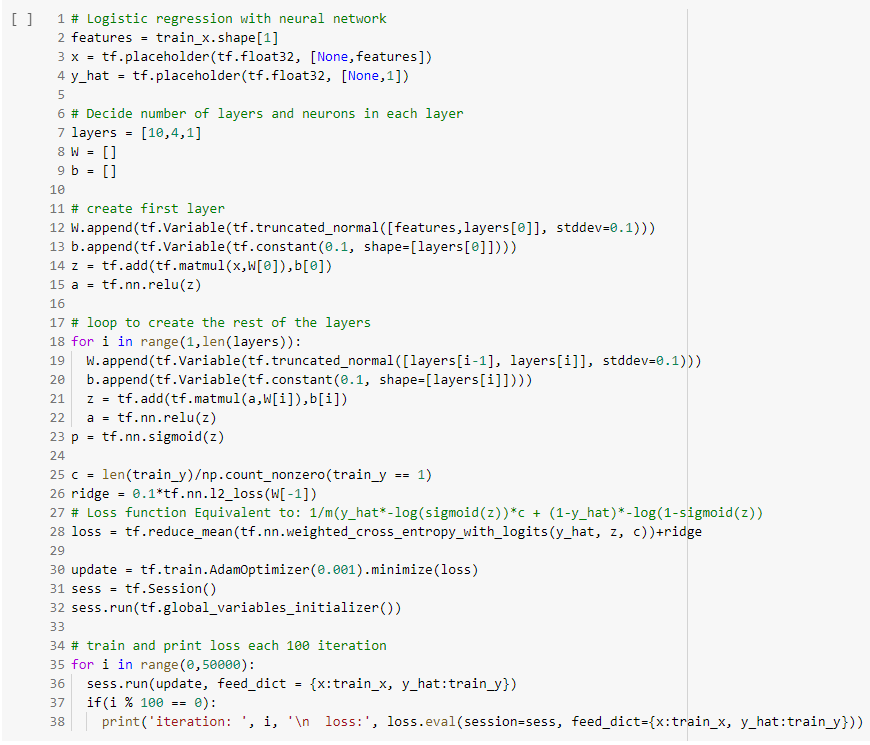 [ ] 1 # Logistic regression with neural network
2 features = train_x.shape[1]
3 x = tf.placeholder(tf.float32, [None,features])
4 y_hat = tf.placeholder(tf.float32, [None,1])
5
6 # Decide number of layers and neurons in each layer
7 layers = [10,4,1]
8 W = []
9 b = []
10
11 # create first layer
12 W.append(tf.Variable(tf.truncated_normal([features,layers[0]], stddev=0.1)))
13 b.append(tf.Variable(tf.constant(0.1, shape=[layers[0]])))
14 z = tf.add(tf.matmul(x,W[0]),b[0])
15 a = tf.nn.relu(z)
16
17 # loop to create the rest of the layers
18 for i in range(1,len(layers)):
19   W.append(tf.Variable(tf.truncated_normal([layers[i-1], layers[i]], stddev=0.1)))
20   b.append(tf.Variable(tf.constant(0.1, shape=[layers[i]])))
21   z = tf.add(tf.matmul(a,W[i]),b[i])
22   a = tf.nn.relu(z)
23 p = tf.nn.sigmoid(z)
24
25 c = len(train_y)/np.count_nonzero(train_y == 1)
26 ridge = 0.1*tf.nn.l2_loss(W[-1])
27 # Loss function Equivalent to: 1/m(y_hat*-log(sigmoid(z))*c + (1-y_hat)*-log(1-sigmoid(z))
28 loss = tf.reduce_mean(tf.nn.weighted_cross_entropy_with_logits(y_hat, z, c))+ridge
29
30 update = tf.train.AdamOptimizer(0.001).minimize(loss)
31 sess = tf.Session()
32 sess.run(tf.global_variables_initializer())
33
34 # train and print loss each 100 iteration
35 for i in range(0,50000):
36   sess.run(update, feed_dict = {x:train_x, y_hat:train_y})
37   if(i % 100 == 0):
38     print('iteration: ', i, '\n  loss:', loss.eval(session=sess, feed_dict={x:train_x, y_hat:train_y}))